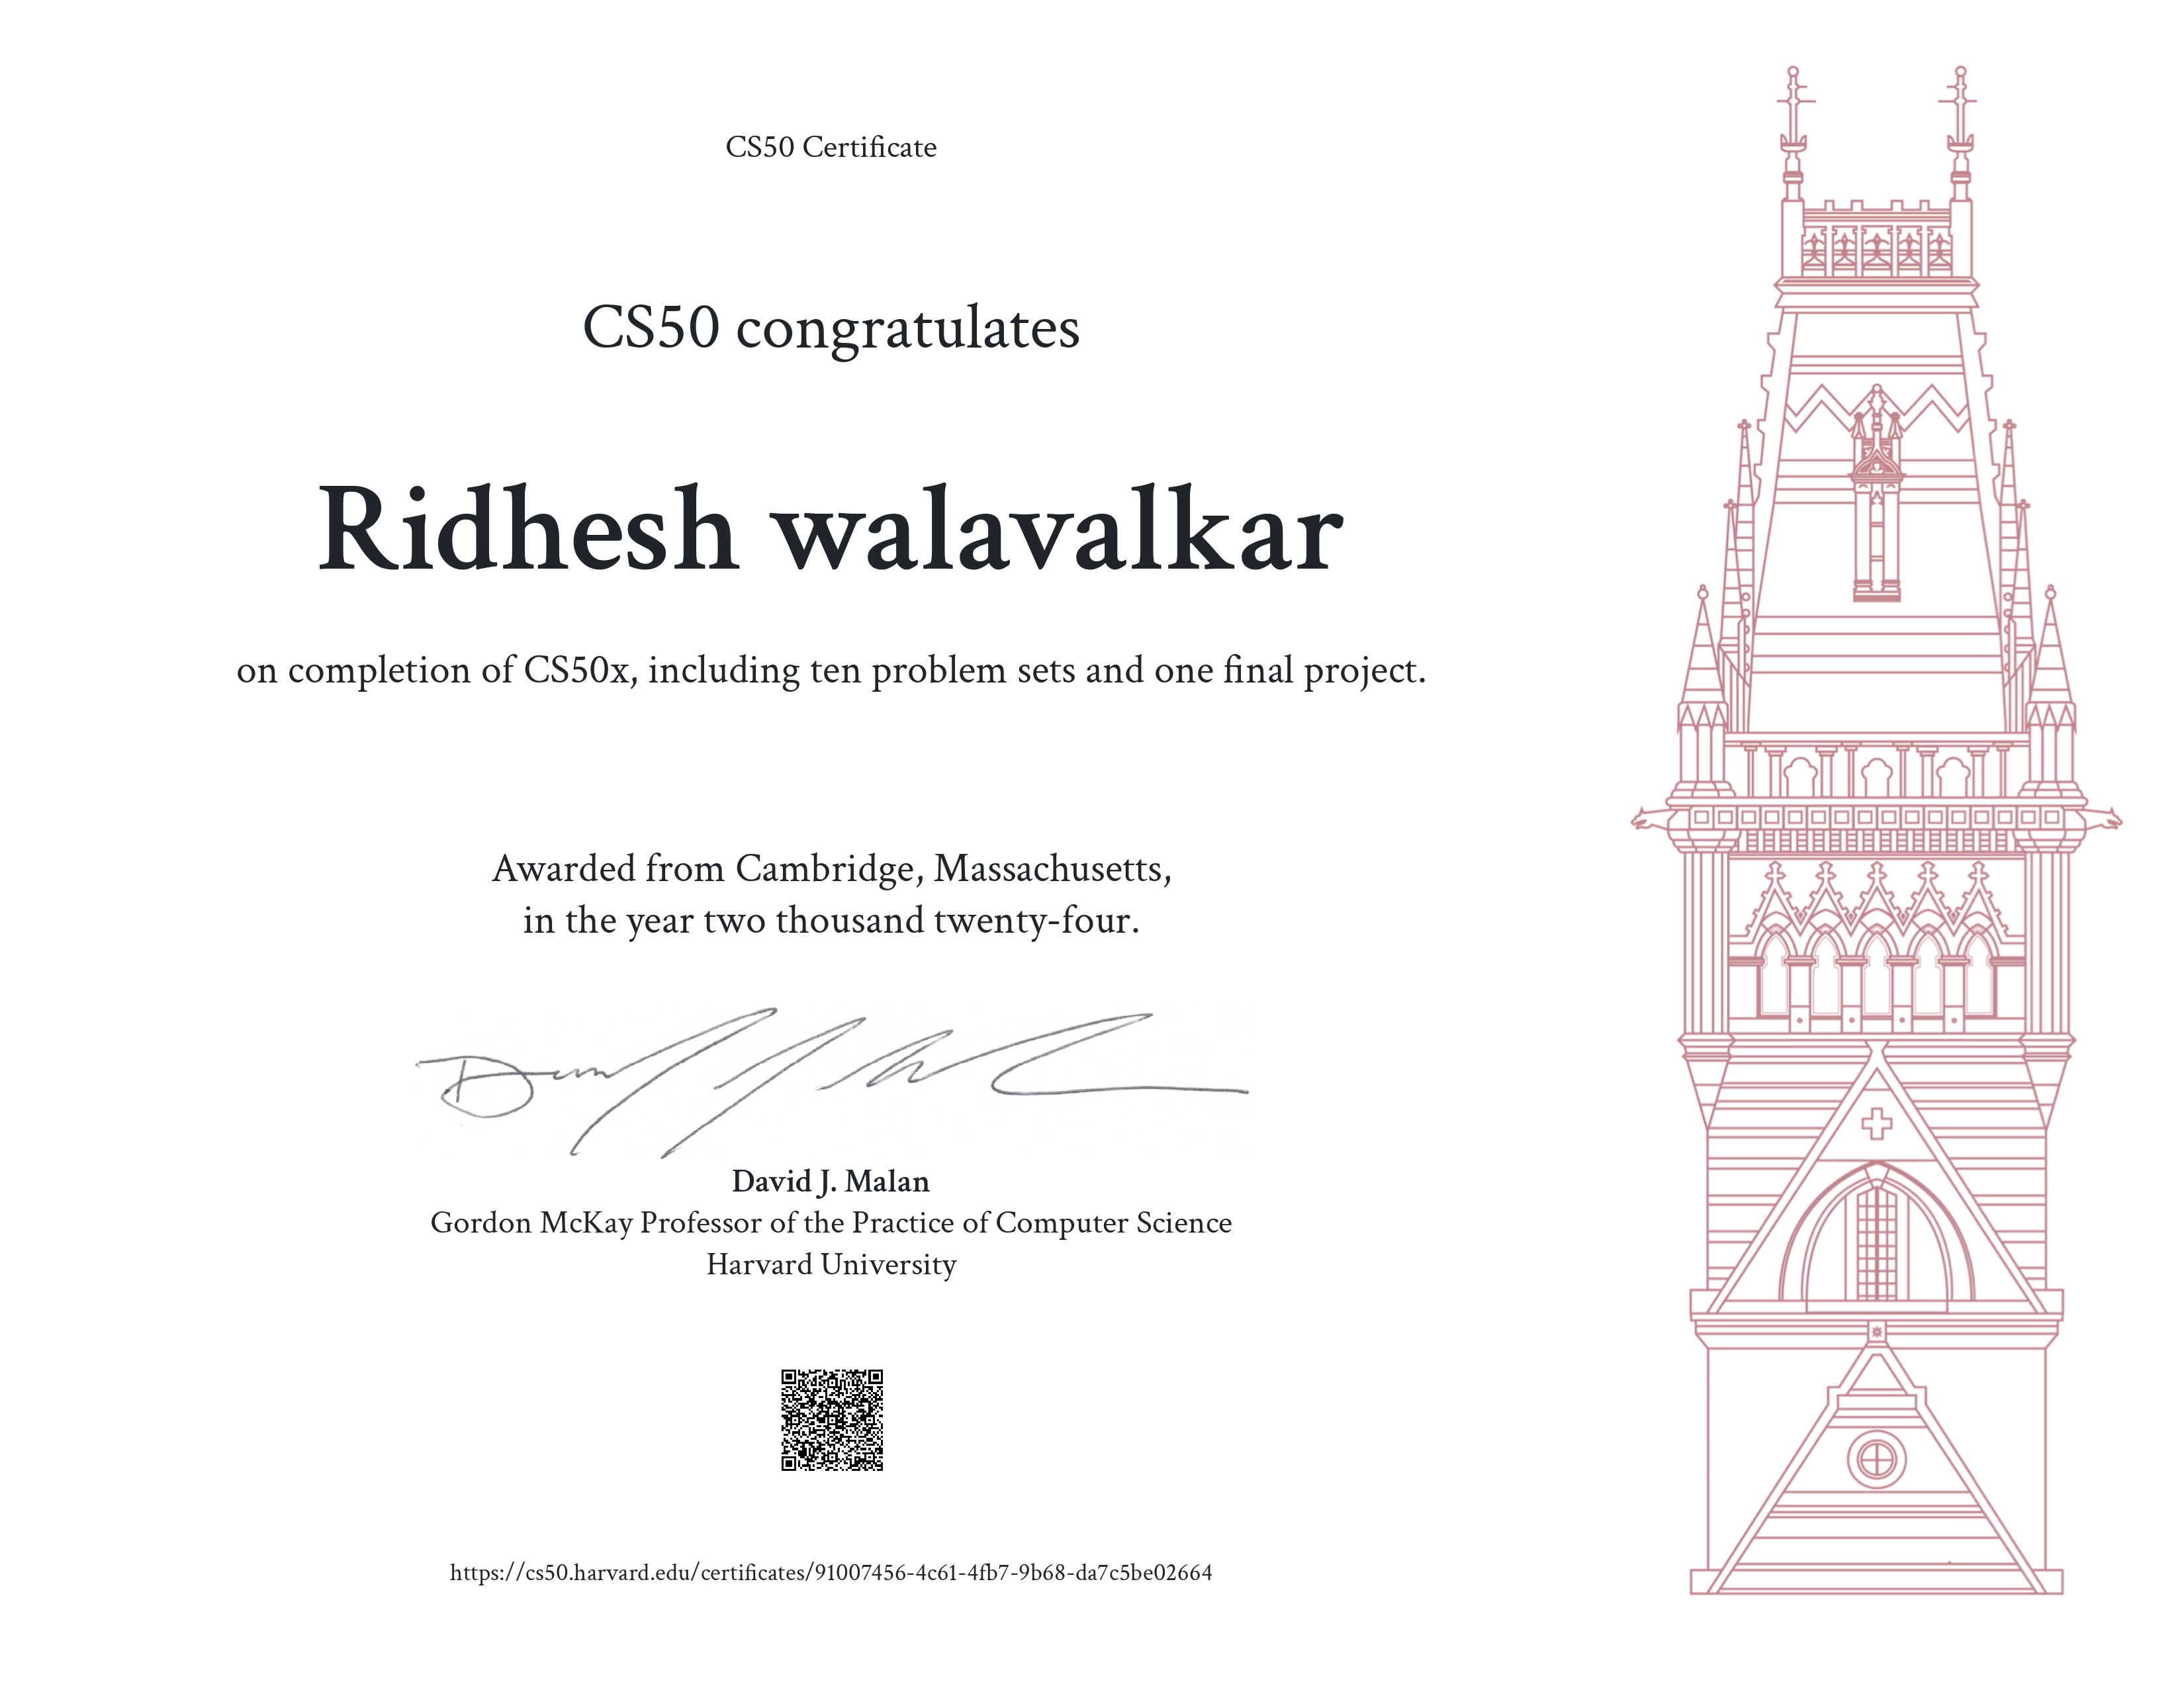 CS50 Certificate
CS50 congratulates
Ridhesh walavalkar
on completion of CS50x, including ten problem sets and one final project.
Awarded from Cambridge, Massachusetts,
in the year two thousand twenty-four.
David J. Malan
Gordon McKay Professor of the Practice of Computer Science
Harvard University
https://cs50.harvard.edu/certificates/91007456-4c61-4fb7-9b68-da7c5be02664